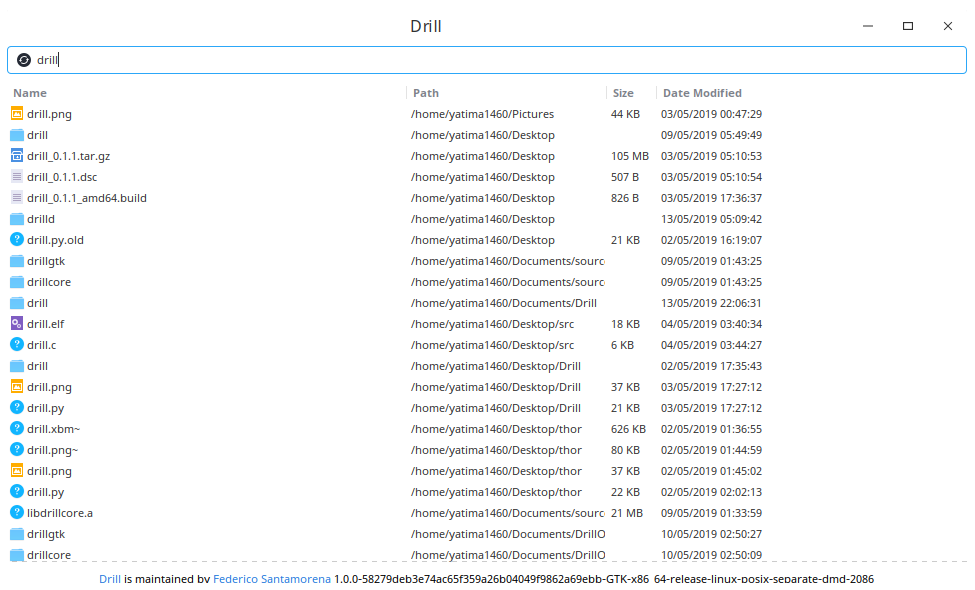 Drill
drill
Name Path Size Date Modified
drill.png /home/yatima1460/Pictures 44 KB 03/05/2019 00:47:29
drill /home/yatima1460/Desktop 09/05/2019 05:49:49
drill_0.1.1.tar.gz /home/yatima1460/Desktop 105 MB 03/05/2019 05:10:53
drill_0.1.1.dsc /home/yatima1460/Desktop 507 B 03/05/2019 05:10:54
drill_0.1.1_amd64.build /home/yatima1460/Desktop 826 B 03/05/2019 17:36:37
drilld /home/yatima1460/Desktop 13/05/2019 05:09:42
drill.py.old /home/yatima1460/Desktop 21 KB 02/05/2019 16:19:07
drillgtk /home/yatima1460/Documents/sourc 09/05/2019 01:43:25
drillcore /home/yatima1460/Documents/sourc 09/05/2019 01:43:25
drill /home/yatima1460/Documents/Drill 13/05/2019 22:06:31
drill.elf /home/yatima1460/Desktop/src 18 KB 04/05/2019 03:40:34
drill.c /home/yatima1460/Desktop/src 6 KB 04/05/2019 03:44:27
drill /home/yatima1460/Desktop/Drill 02/05/2019 17:35:43
drill.png /home/yatima1460/Desktop/Drill 37 KB 03/05/2019 17:27:12
drill.py /home/yatima1460/Desktop/Drill 21 KB 03/05/2019 17:27:12
drill.xbm~ /home/yatima1460/Desktop/thor 626 KB 02/05/2019 01:36:55
drill.png~ /home/yatima1460/Desktop/thor 80 KB 02/05/2019 01:44:59
drill.png /home/yatima1460/Desktop/thor 37 KB 02/05/2019 01:45:02
drill.py /home/yatima1460/Desktop/thor 22 KB 02/05/2019 02:02:13
libdrillcore.a /home/yatima1460/Documents/sourc 21 MB 09/05/2019 01:33:59
drillgtk /home/yatima1460/Documents/DrillO 10/05/2019 02:50:27
drillcore /home/yatima1460/Documents/DrillO 10/05/2019 02:50:09
Drill is maintained by Federico Santamorena 1.0.0-58279deb3e74ac65f359a26b04049f9862a69ebb-GTK-x86_64-release-linux-posix-separate-dmd-2086